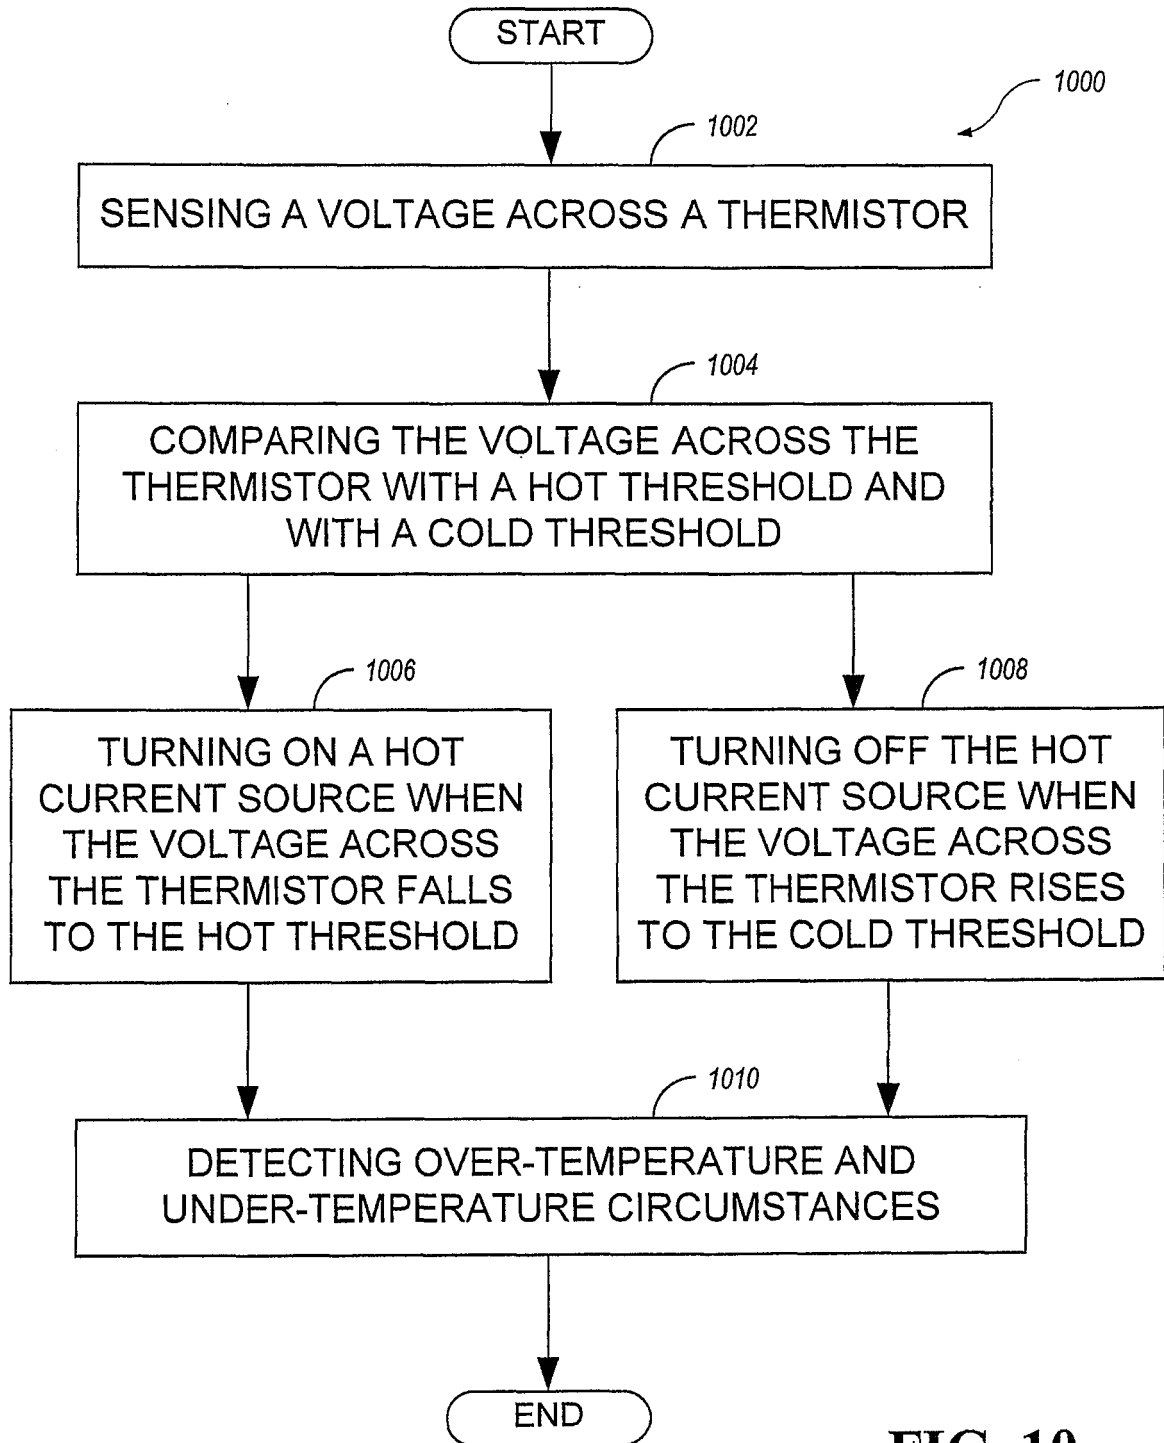 START
1000
1002
SENSING A VOLTAGE ACROSS A THERMISTOR
1004
COMPARING THE VOLTAGE ACROSS THE
THERMISTOR WITH A HOT THRESHOLD AND
WITH A COLD THRESHOLD
1006
TURNING ON A HOT
CURRENT SOURCE WHEN
THE VOLTAGE ACROSS
THE THERMISTOR FALLS
TO THE HOT THRESHOLD
1008
TURNING OFF THE HOT
CURRENT SOURCE WHEN
THE VOLTAGE ACROSS
THE THERMISTOR RISES
TO THE COLD THRESHOLD
1010
DETECTING OVER-TEMPERATURE AND
UNDER-TEMPERATURE CIRCUMSTANCES
END
FIG. 10